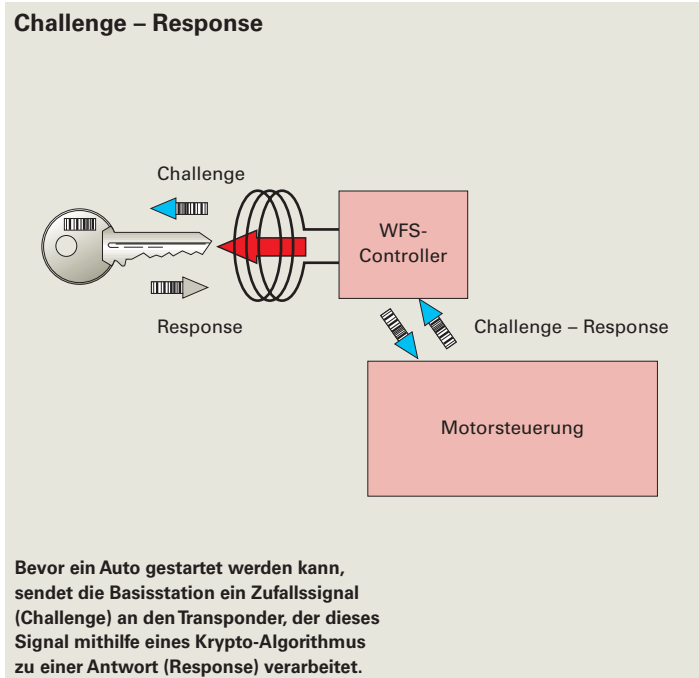 Challenge – Response
Challenge
WFS-
Controller
Response
Challenge – Response
Motorsteuerung
Bevor ein Auto gestartet werden kann,
sendet die Basisstation ein Zufallssignal
(Challenge) an den Transponder, der dieses
Signal mithilfe eines Krypto-Algorithmus
zu einer Antwort (Response) verarbeitet.